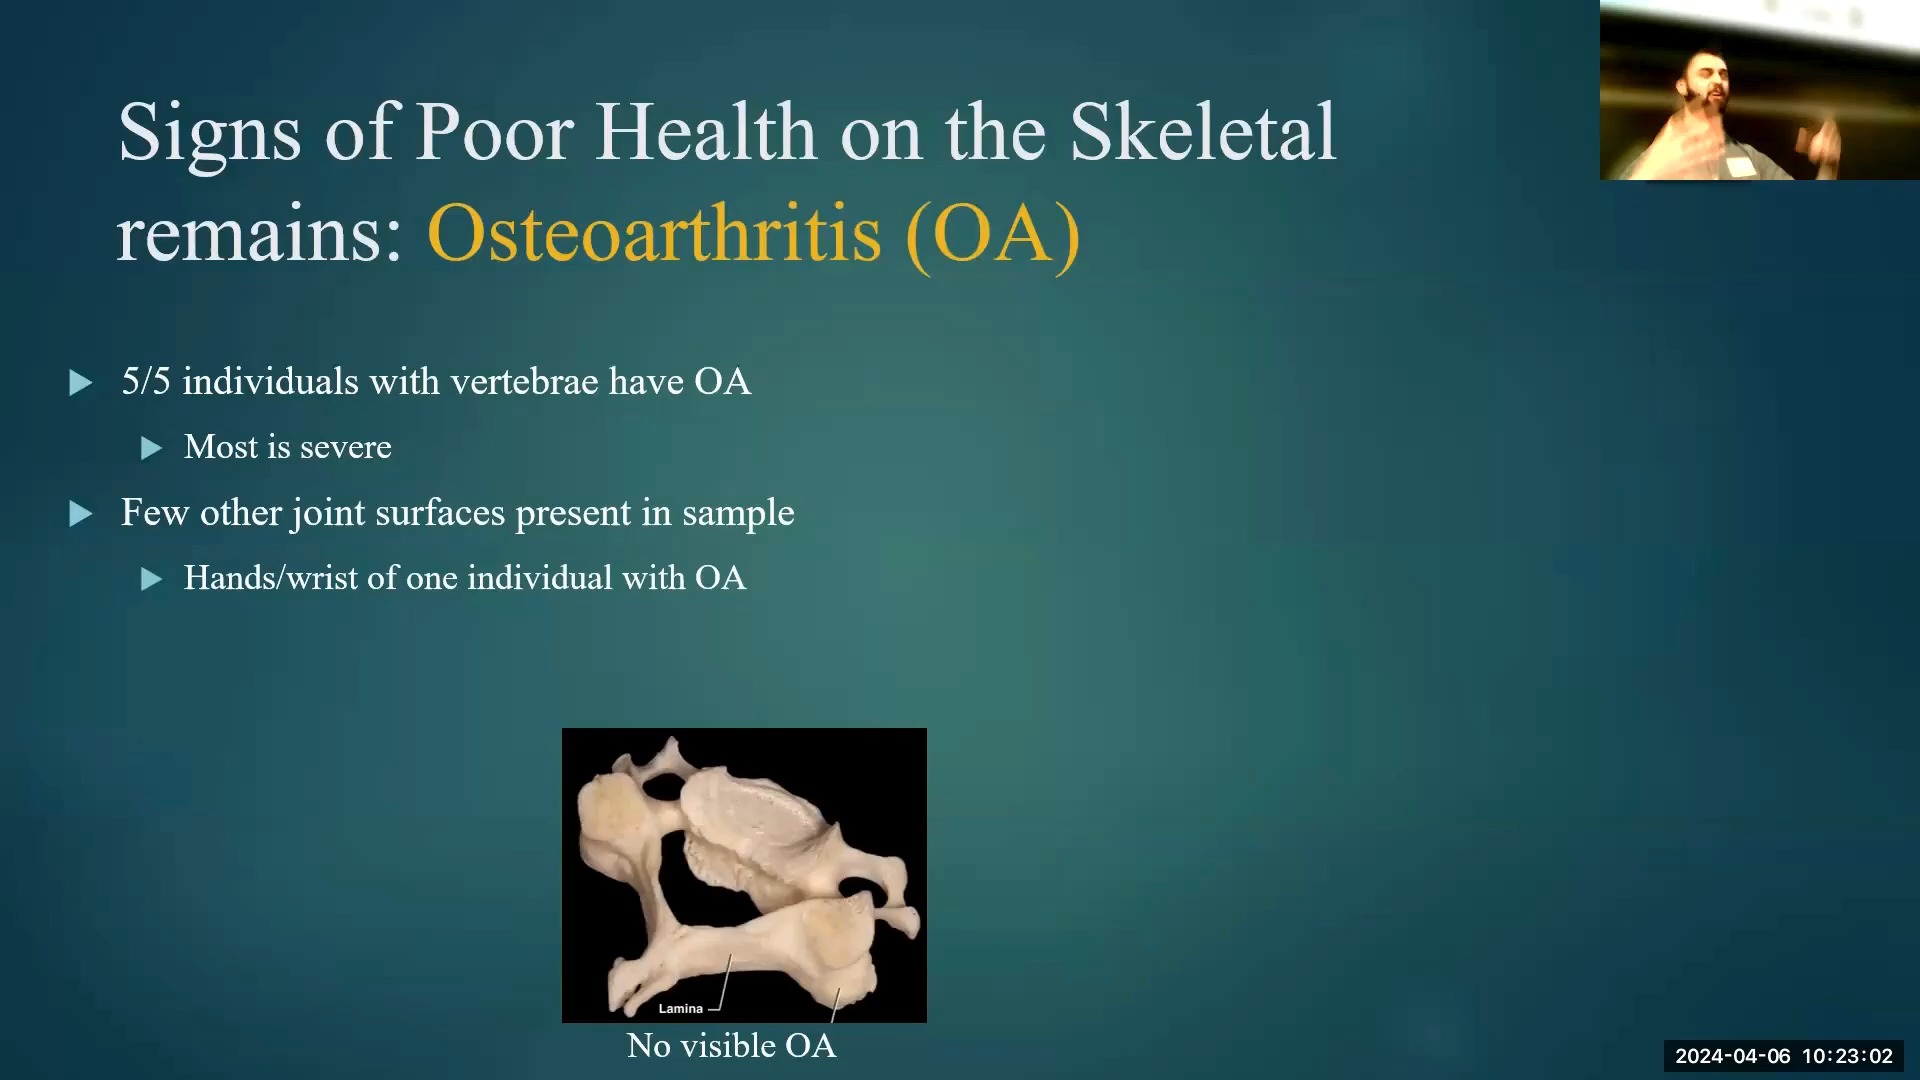 Signs of Poor Health on the Skeletal
remains: Osteoarthritis (OA)
5/5 individuals with vertebrae have OA
Most is severe
Few other joint surfaces present in sample
Hands/wrist of one individual with OA
Lamina
No visible OA
2024-04-06 10:23:02